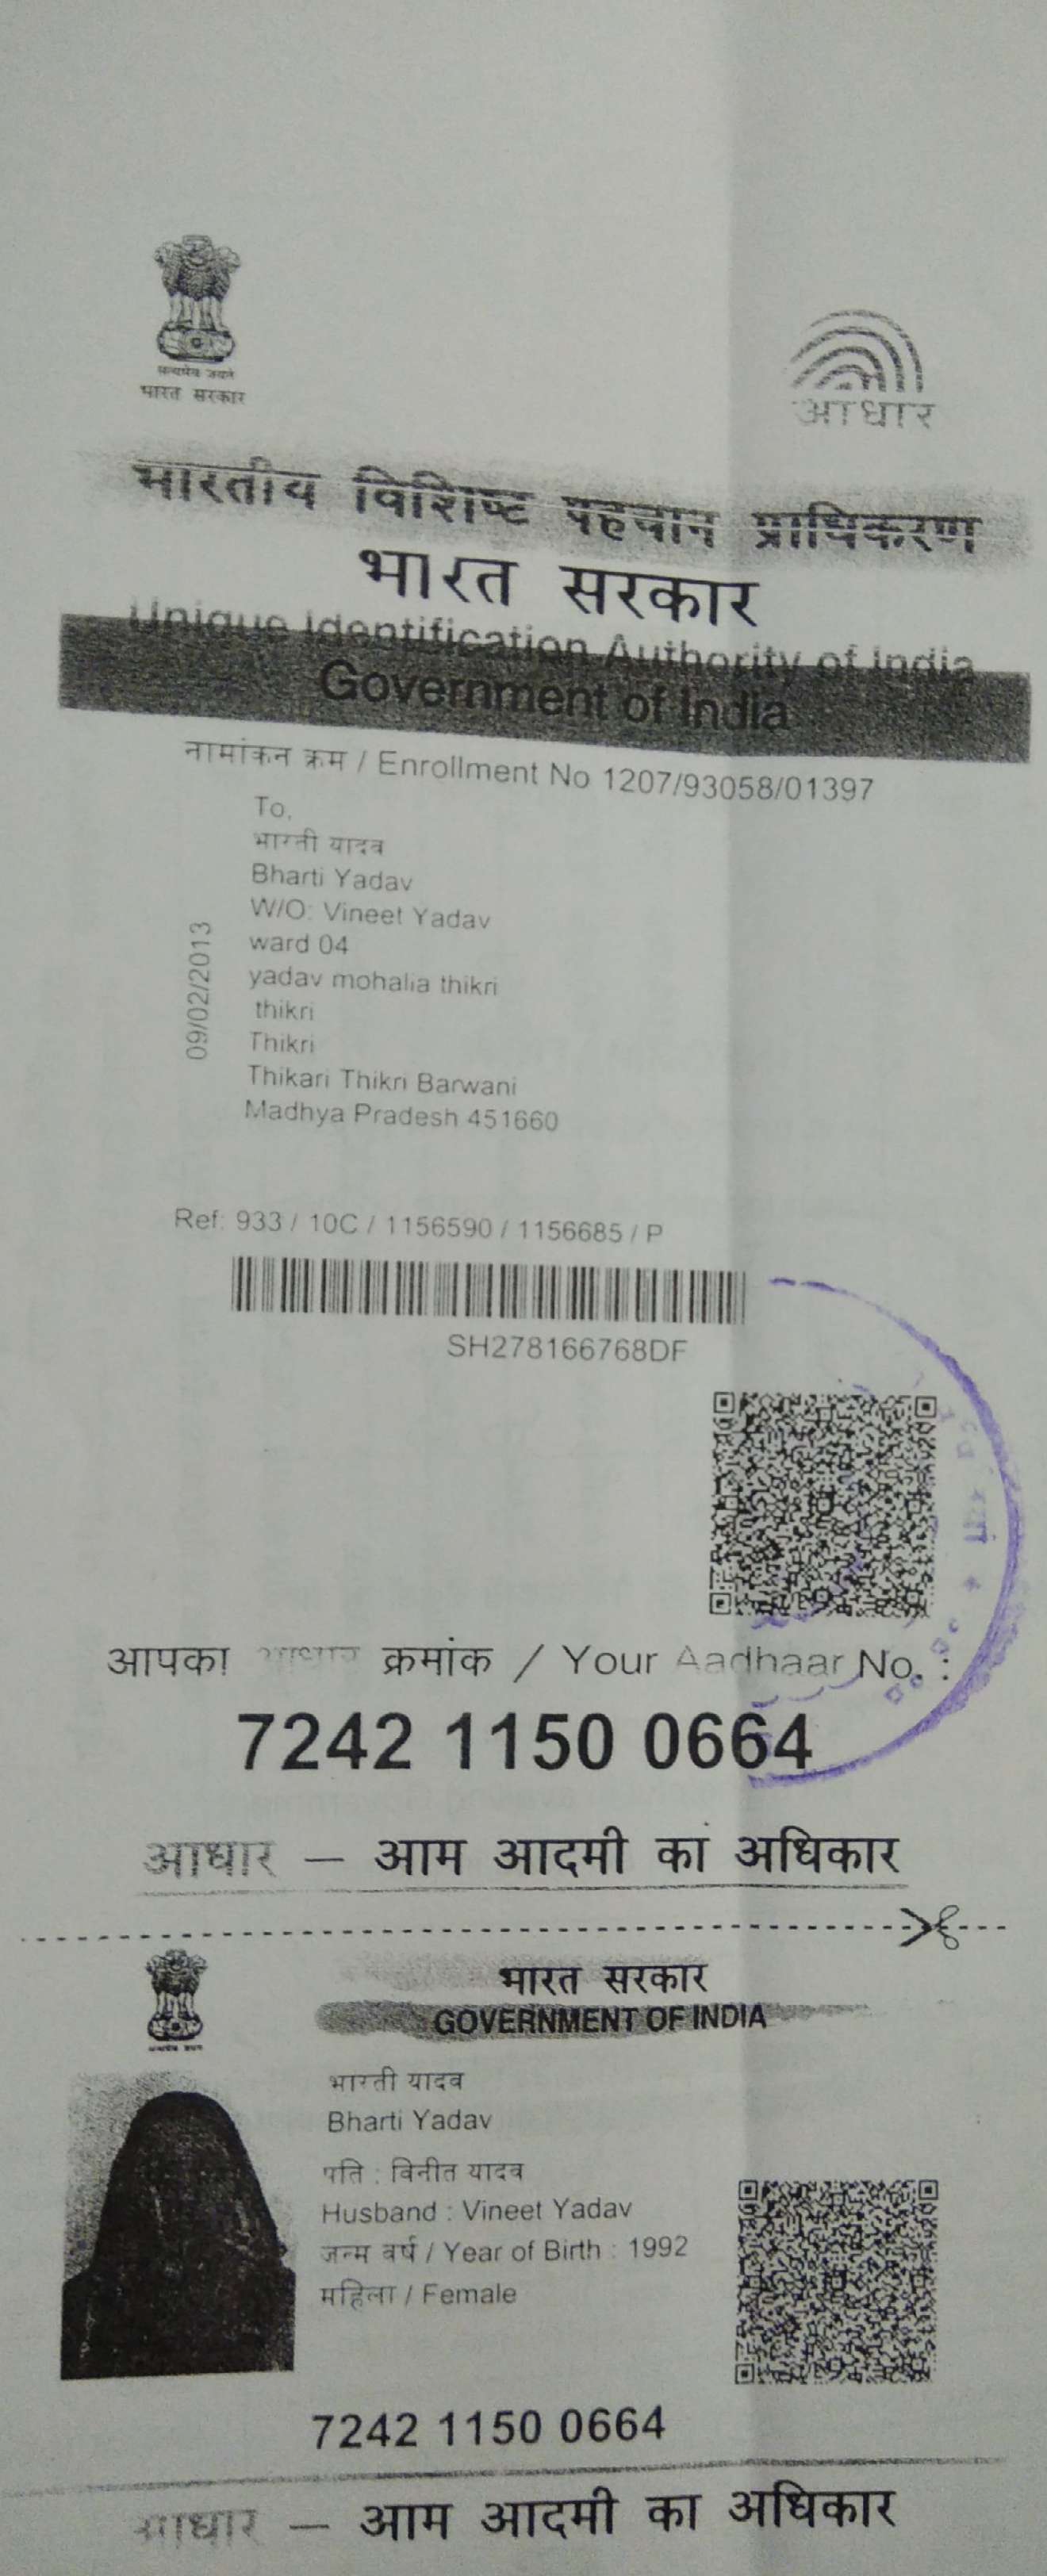 सत्यमेव जयते
भारत सरकार
आधार
भारतीय विशिष्ट पहचान प्राधिकरण
भारत सरकार
Unique Identification Authority of India
Government of India
नामांकन क्रम / Enrollment No 1207/93058/01397
To,
भारती यादव
Bharti Yadav
W/O: Vineet Yadav
ward 04
yadav mohalla thikri
thikri
Thikri
Thikari Thikri Barwani
Madhya Pradesh 451660
09/02/2013
Ref: 933 / 10C / 1156590 / 1156685 / P
SH278166768DF
आपका आधार क्रमांक / Your Aadhaar No. :
7242 1150 0664
आधार – आम आदमी का अधिकार
भारत सरकार
GOVERNMENT OF INDIA
भारती यादव
Bharti Yadav
पति : विनीत यादव
Husband : Vineet Yadav
जन्म वर्ष / Year of Birth : 1992
महिला / Female
7242 1150 0664
आधार – आम आदमी का अधिकार